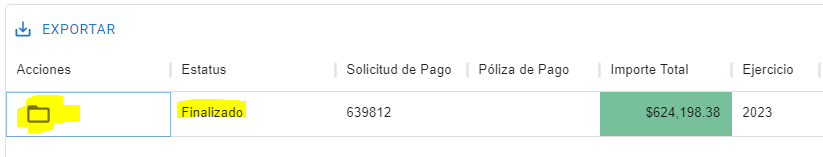 EXPORTAR
Acciones Estatus Solicitud de Pago Póliza de Pago Importe Total Ejercicio
Finalizado 639812 $624,198.38 2023